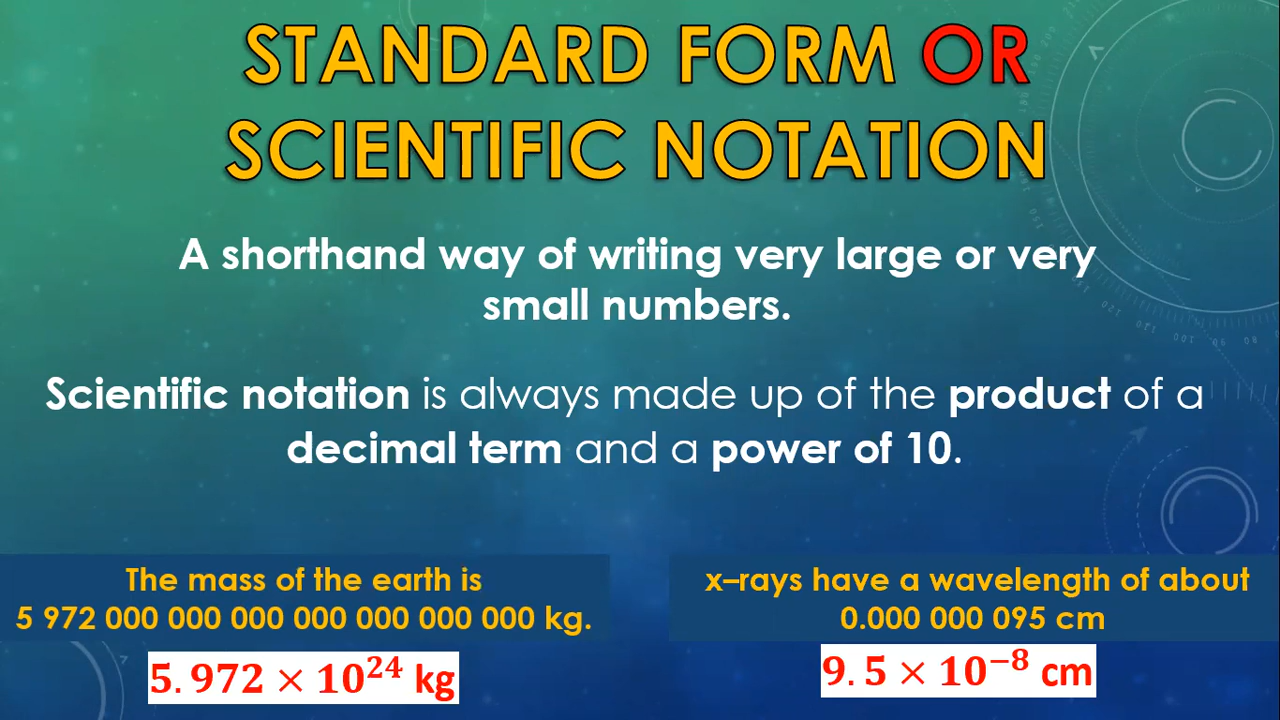 STANDARD FORM OR
SCIENTIFIC NOTATION
A shorthand way of writing very large or very
small numbers.
Scientific notation is always made up of the product of a
decimal term and a power of 10.
The mass of the earth is
5 972 000 000 000 000 000 000 000 kg.
5.972 × 10²⁴ kg
x–rays have a wavelength of about
0.000 000 095 cm
9.5 × 10⁻⁸ cm